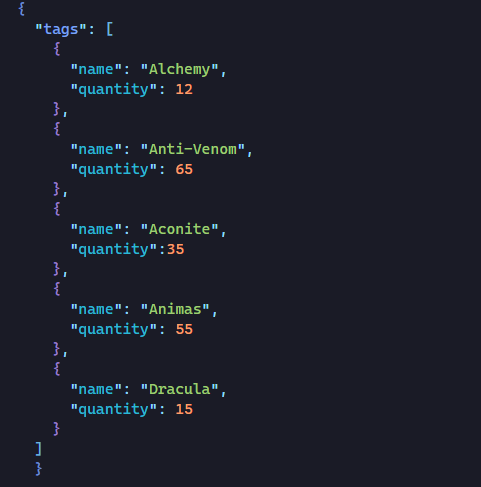 {
  "tags": [
    {
      "name": "Alchemy",
      "quantity": 12
    },
    {
      "name": "Anti-Venom",
      "quantity": 65
    },
    {
      "name": "Aconite",
      "quantity":35
    },
    {
      "name": "Animas",
      "quantity": 55
    },
    {
      "name": "Dracula",
      "quantity": 15
    }
  ]
  }